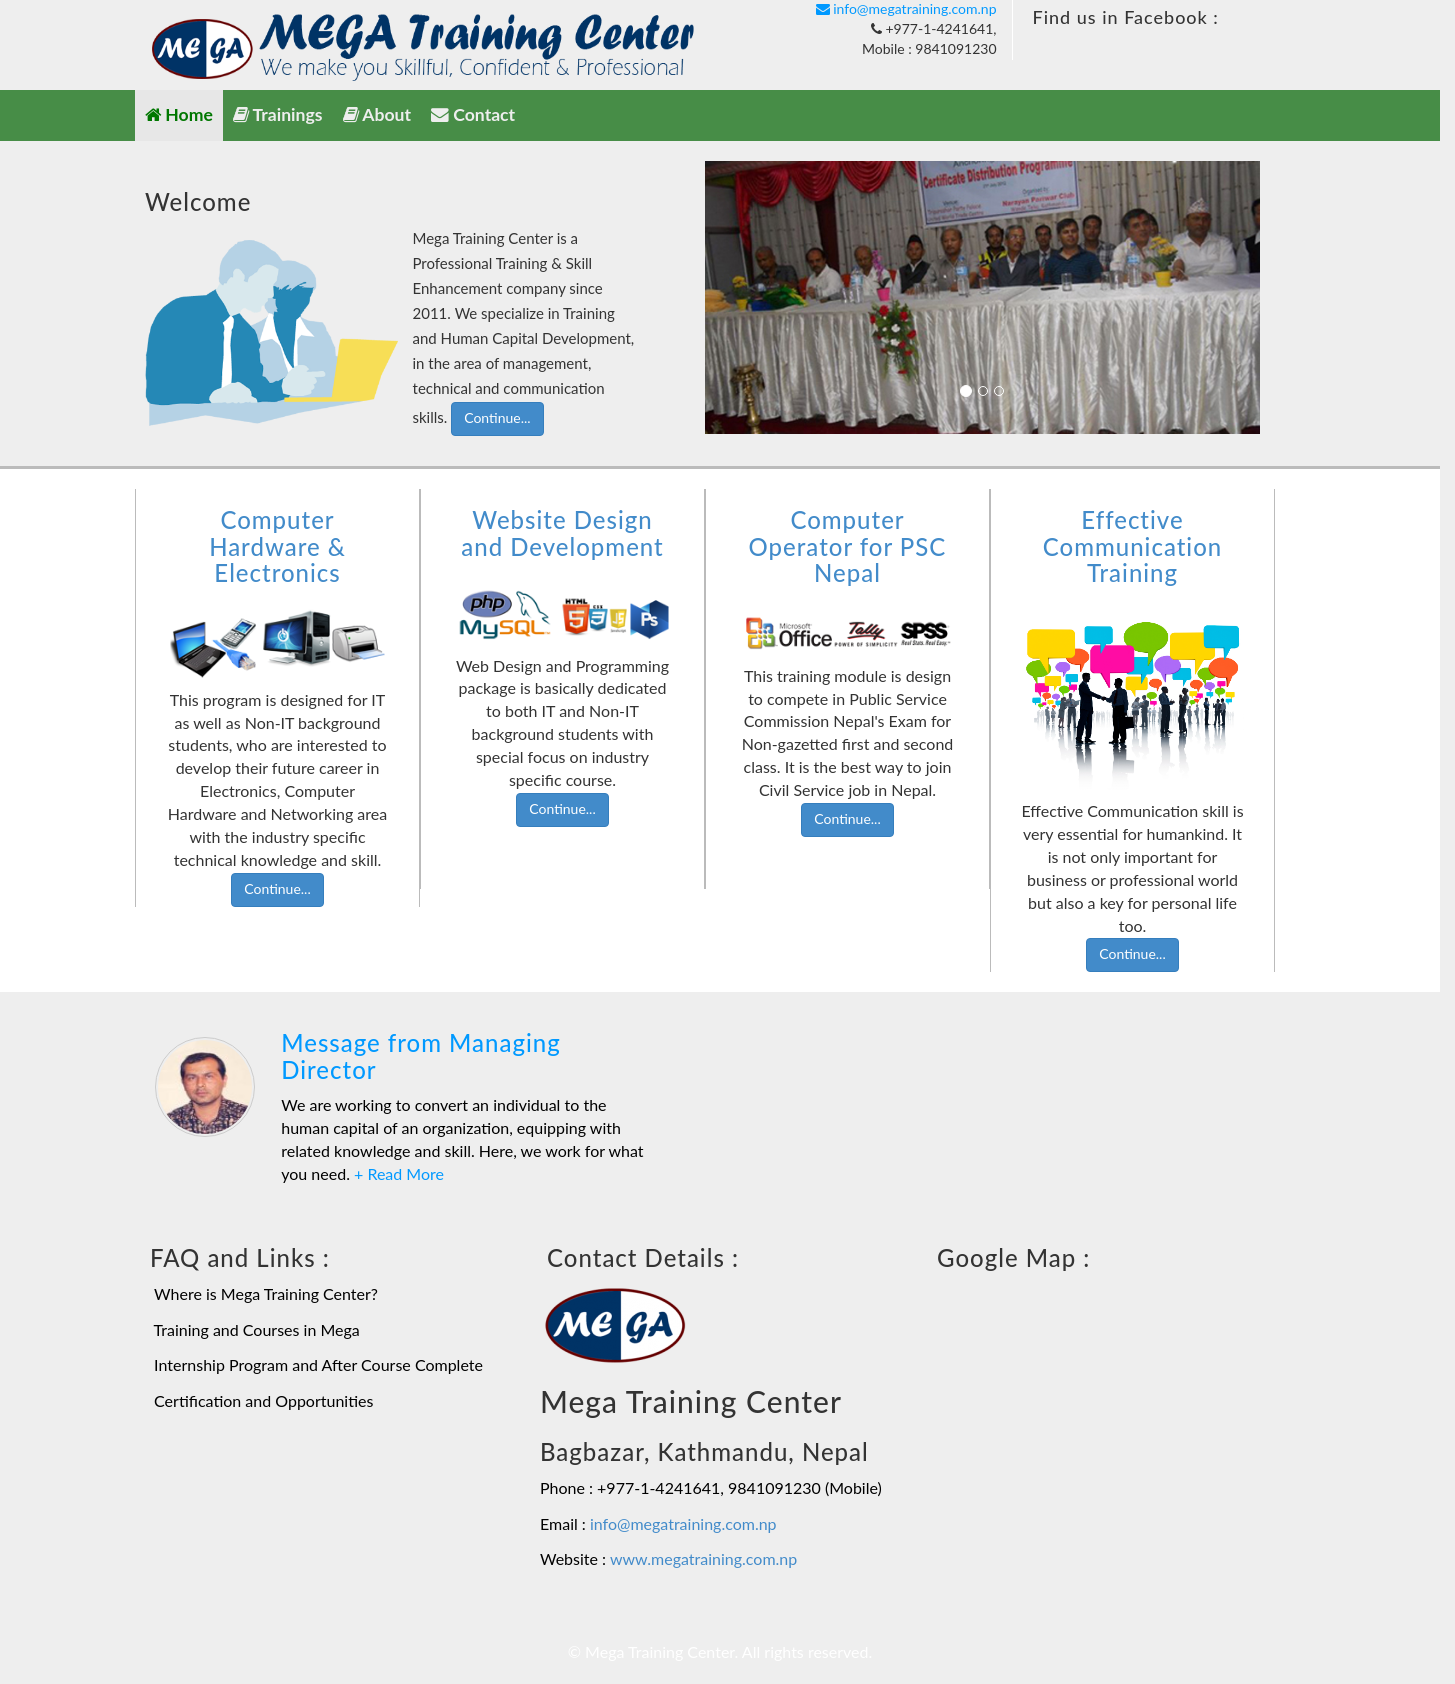 MEGA
MEGA Training Center
We make you Skillful, Confident & Professional
info@megatraining.com.np
+977-1-4241641,
Mobile : 9841091230
Find us in Facebook :
Home Trainings About Contact
Welcome
Mega Training Center is a
Professional Training & Skill
Enhancement company since
2011. We specialize in Training
and Human Capital Development,
in the area of management,
technical and communication
skills. Continue...
Certificate Distribution Programme
Computer
Hardware &
Electronics
This program is designed for IT
as well as Non-IT background
students, who are interested to
develop their future career in
Electronics, Computer
Hardware and Networking area
with the industry specific
technical knowledge and skill.
Continue...
Website Design
and Development
php
MySQL
HTML CSS JS Ps
5 3
Web Design and Programming
package is basically dedicated
to both IT and Non-IT
background students with
special focus on industry
specific course.
Continue...
Computer
Operator for PSC
Nepal
Microsoft
Office
Tally
POWER OF SIMPLICITY
SPSS
Real Stats. Real Easy.
This training module is design
to compete in Public Service
Commission Nepal's Exam for
Non-gazetted first and second
class. It is the best way to join
Civil Service job in Nepal.
Continue...
Effective
Communication
Training
Effective Communication skill is
very essential for humankind. It
is not only important for
business or professional world
but also a key for personal life
too.
Continue...
Message from Managing
Director
We are working to convert an individual to the
human capital of an organization, equipping with
related knowledge and skill. Here, we work for what
you need. + Read More
FAQ and Links :
Where is Mega Training Center?
Training and Courses in Mega
Internship Program and After Course Complete
Certification and Opportunities
Contact Details :
MEGA
Mega Training Center
Bagbazar, Kathmandu, Nepal
Phone : +977-1-4241641, 9841091230 (Mobile)
Email : info@megatraining.com.np
Website : www.megatraining.com.np
Google Map :
© Mega Training Center. All rights reserved.